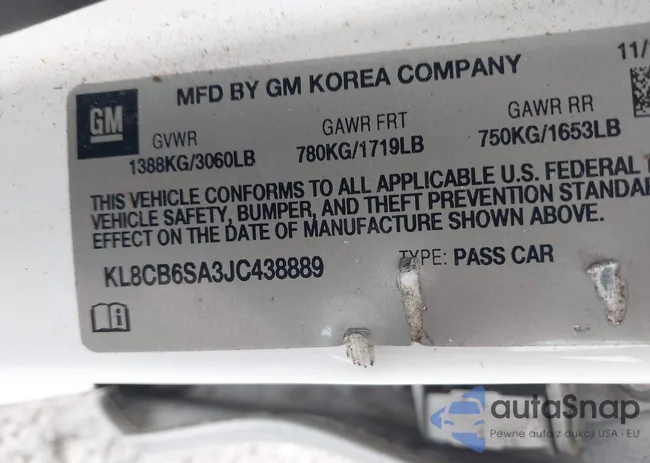 MFD BY GM KOREA COMPANY
11/
GM
GVWR
GAWR FRT
GAWR RR
1388KG/3060LB
780KG/1719LB
750KG/1653LB
THIS VEHICLE CONFORMS TO ALL APPLICABLE U.S. FEDERAL
VEHICLE SAFETY, BUMPER, AND THEFT PREVENTION STANDAR
EFFECT ON THE DATE OF MANUFACTURE SHOWN ABOVE.
KL8CB6SA3JC438889
TYPE: PASS CAR
autaSnap
Pewne auta z aukcji USA i EU